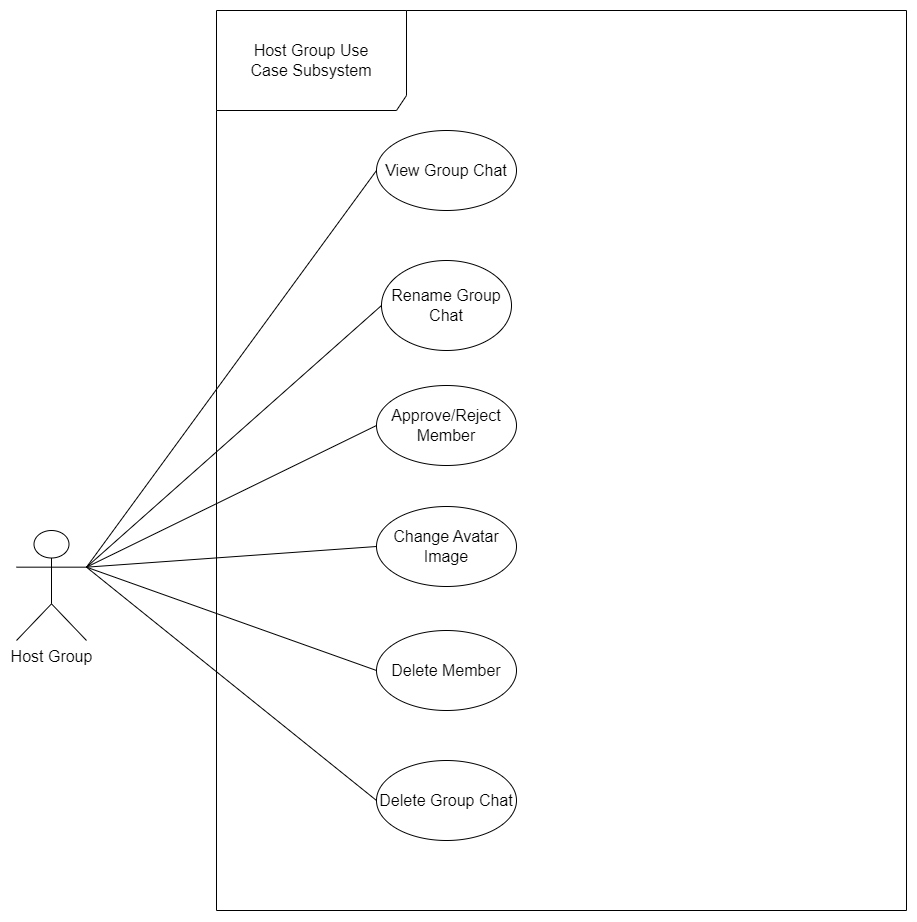 Host Group Use
Case Subsystem
View Group Chat
Rename Group
Chat
Approve/Reject
Member
Change Avatar
Image
Delete Member
Delete Group Chat
Host Group